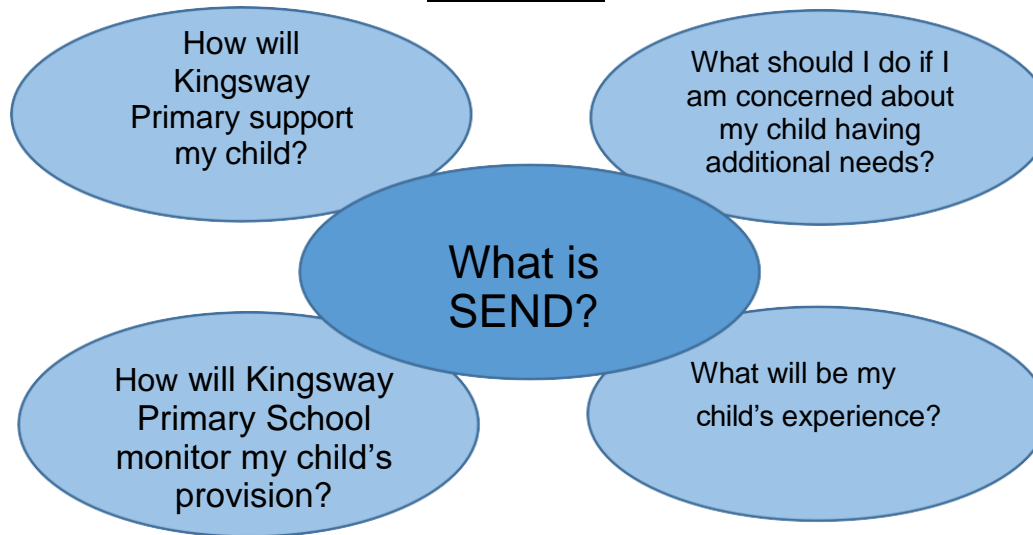 How will
Kingsway
Primary support
my child?
What should I do if I
am concerned about
my child having
additional needs?
What is
SEND?
How will Kingsway
Primary School
monitor my child’s
provision?
What will be my
child’s experience?